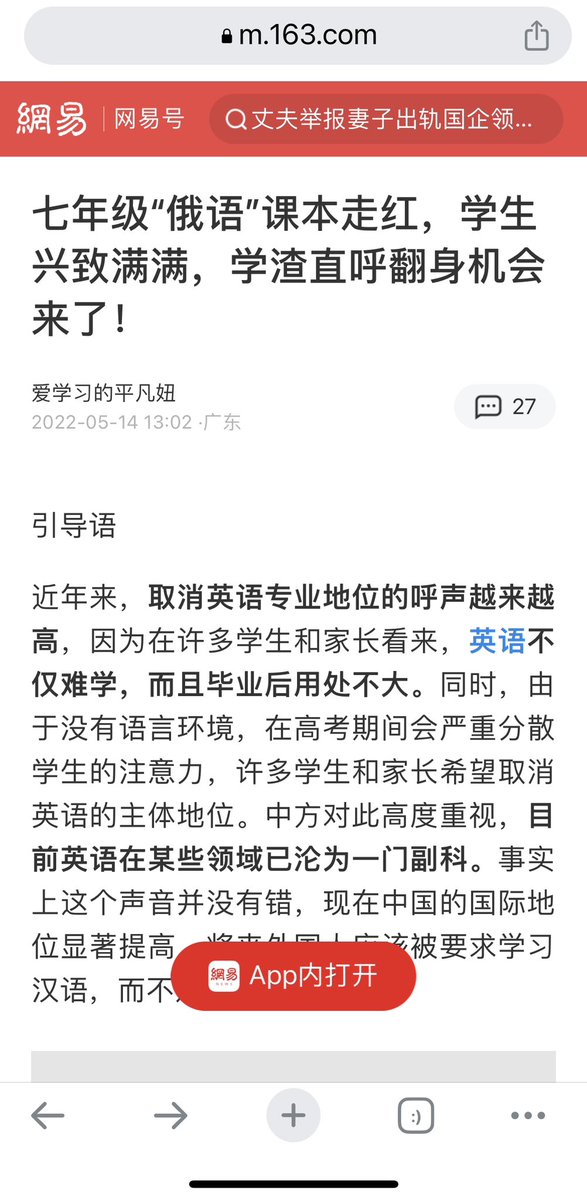 m.163.com
網易 网易号 丈夫举报妻子出轨国企领...
七年级“俄语”课本走红，学生
兴致满满，学渣直呼翻身机会
来了！
爱学习的平凡妞
2022-05-14 13:02 ·广东
27
引导语
近年来，取消英语专业地位的呼声越来越
高，因为在许多学生和家长看来，英语不
仅难学，而且毕业后用处不大。同时，由
于没有语言环境，在高考期间会严重分散
学生的注意力，许多学生和家长希望取消
英语的主体地位。中方对此高度重视，目
前英语在某些领域已沦为一门副科。事实
上这个声音并没有错，现在中国的国际地
位显著提高，将来外国人应该被要求学习
汉语，而不
網易 App内打开
:)